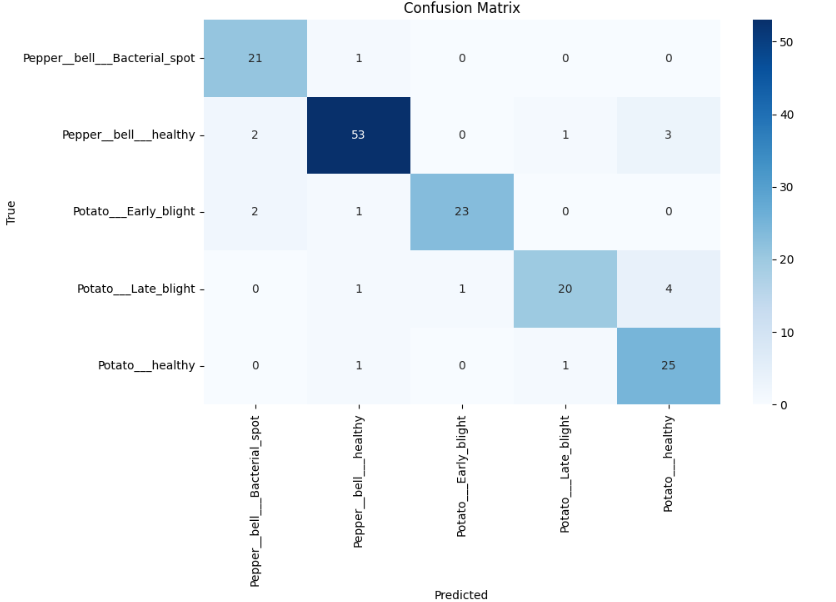 Confusion Matrix
Pepper__bell___Bacterial_spot 21 1 0 0 0
Pepper__bell___healthy 2 53 0 1 3
Potato___Early_blight 2 1 23 0 0
Potato___Late_blight 0 1 1 20 4
Potato___healthy 0 1 0 1 25
True
Pepper__bell___Bacterial_spot
Pepper__bell___healthy
Potato___Early_blight
Potato___Late_blight
Potato___healthy
Predicted
50
40
30
20
10
0